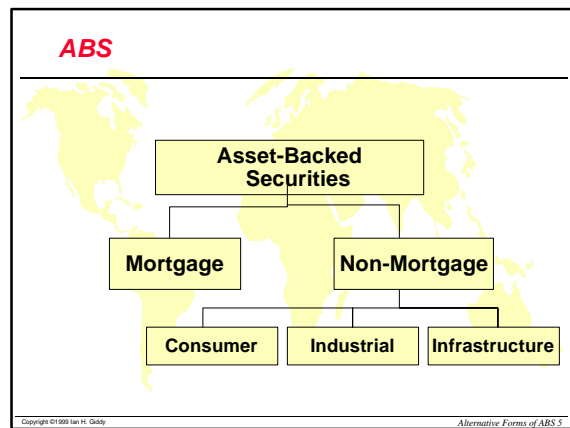 ABS
Asset-Backed
Securities
Mortgage
Non-Mortgage
Consumer
Industrial
Infrastructure
Copyright ©1999 Ian H. Giddy
Alternative Forms of ABS 5